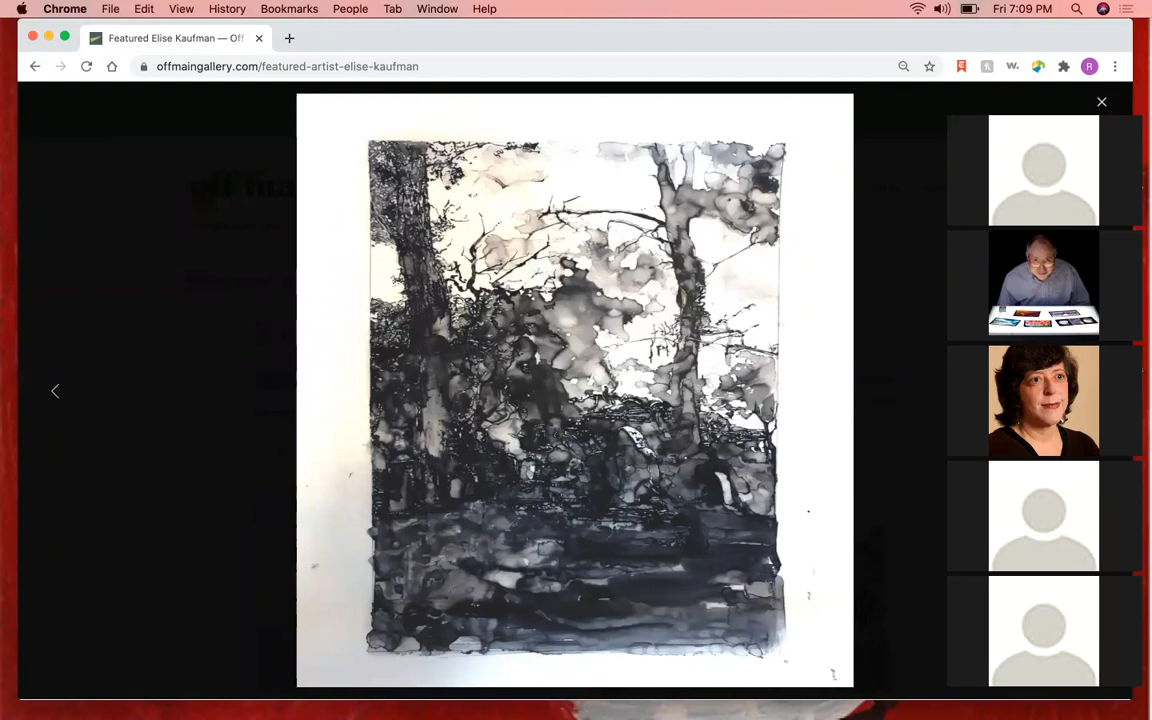 Chrome File Edit View History Bookmarks People Tab Window Help Fri 7:09 PM
Featured Elise Kaufman — Off
offmaingallery.com/featured-artist-elise-kaufman W. R